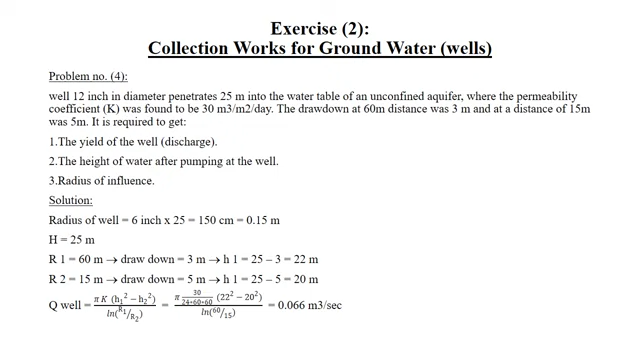 Exercise (2):
Collection Works for Ground Water (wells)
Problem no. (4):
well 12 inch in diameter penetrates 25 m into the water table of an unconfined aquifer, where the permeability
coefficient (K) was found to be 30 m3/m2/day. The drawdown at 60m distance was 3 m and at a distance of 15m
was 5m. It is required to get:
1.The yield of the well (discharge).
2.The height of water after pumping at the well.
3.Radius of influence.
Solution:
Radius of well = 6 inch x 25 = 150 cm = 0.15 m
H = 25 m
R 1 = 60 m → draw down = 3 m → h 1 = 25 – 3 = 22 m
R 2 = 15 m → draw down = 5 m → h 1 = 25 – 5 = 20 m
Q well = π K (h₁² − h₂²) / ln(R₁/R₂) = π 30/(24∗60∗60) (22² − 20²) / ln(60/15) = 0.066 m3/sec